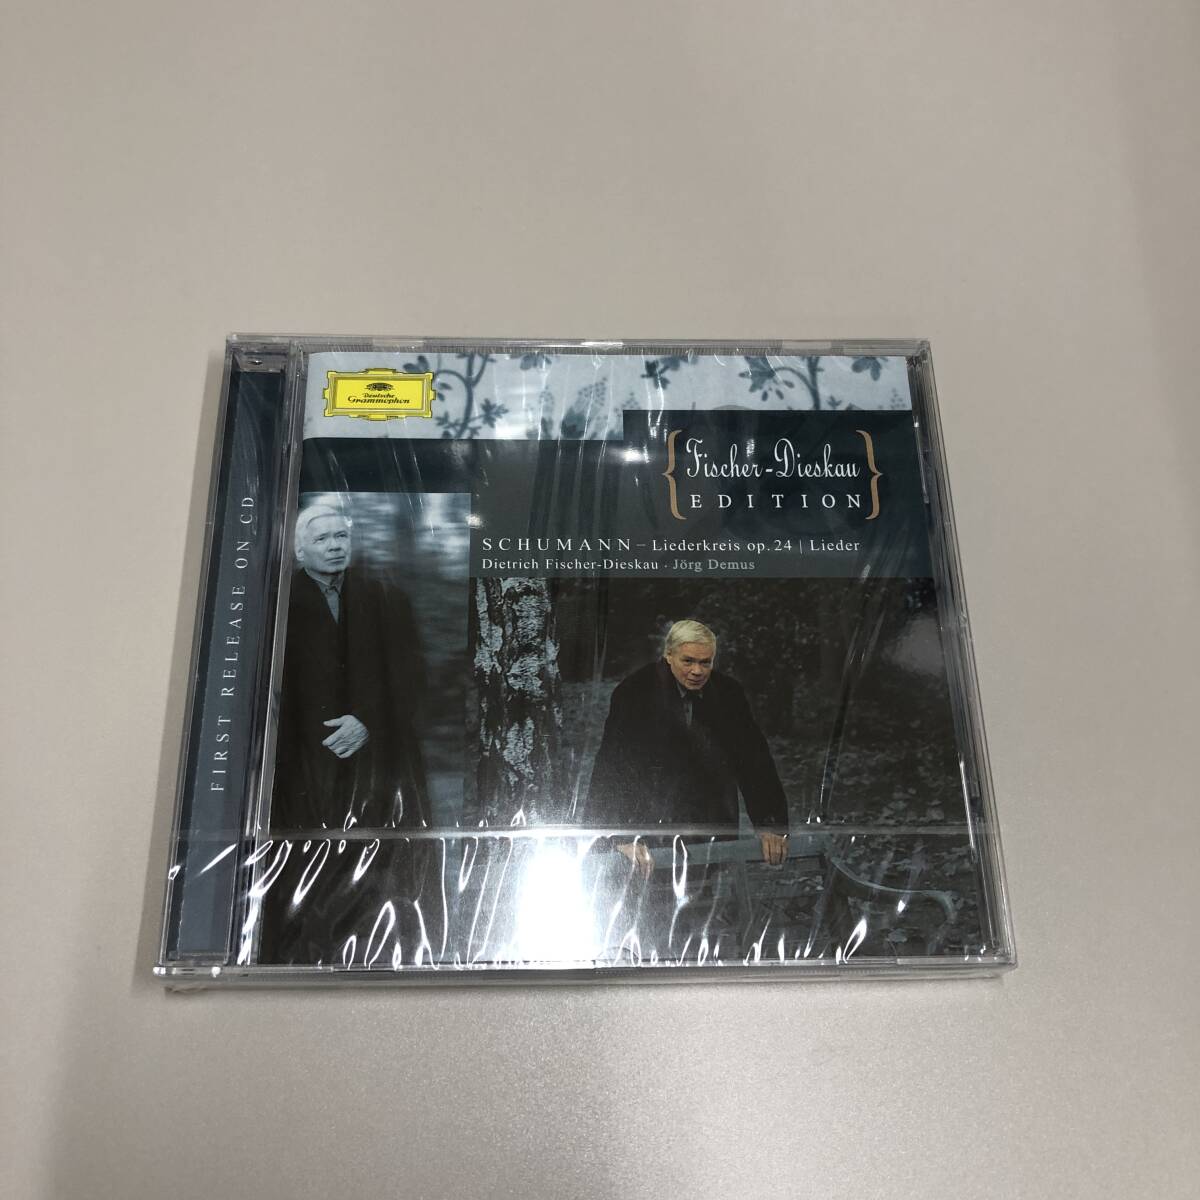 Deutsche
Grammophon
Fischer-Dieskau
EDITION
SCHUMANN – Liederkreis op. 24 | Lieder
Dietrich Fischer-Dieskau · Jörg Demus
FIRST RELEASE ON CD